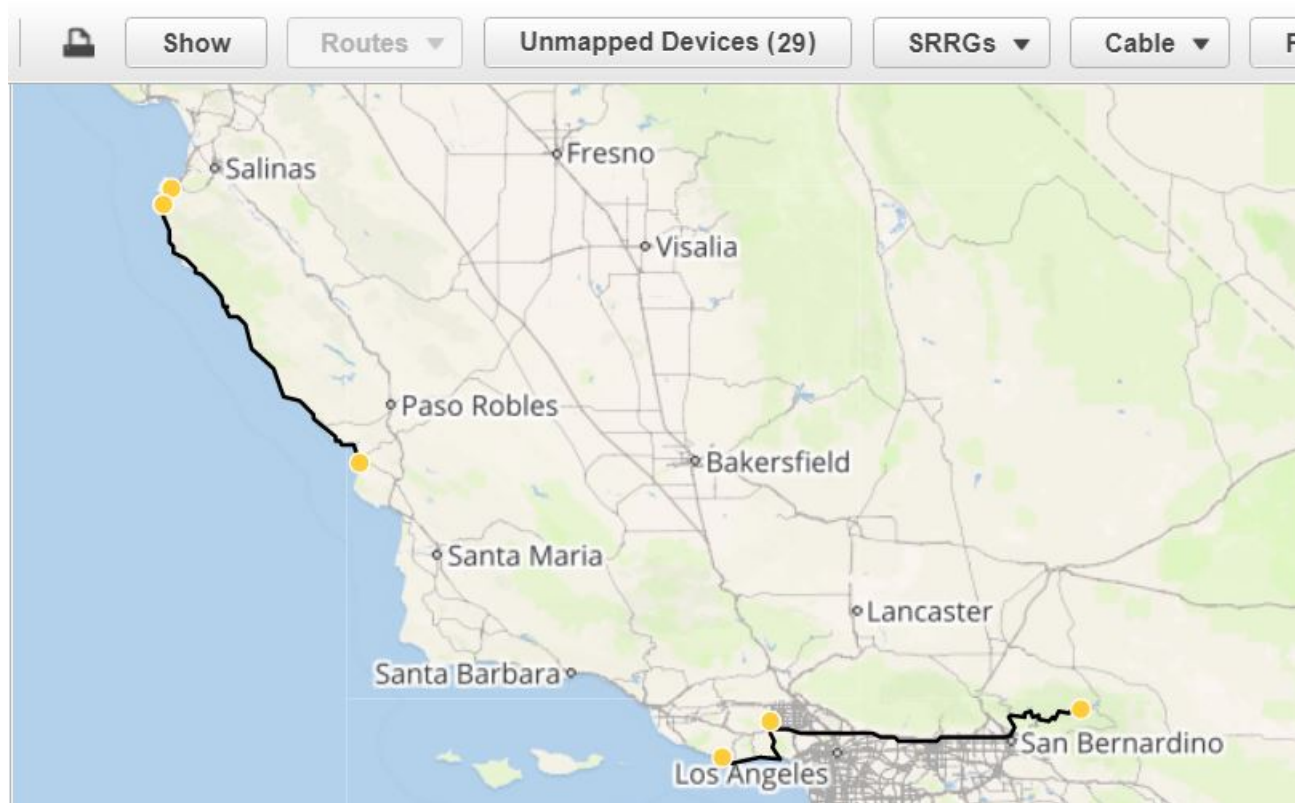 Show
Routes
Unmapped Devices (29)
SRRGs
Cable
Fresno
Salinas
Visalia
Paso Robles
Bakersfield
Santa Maria
Lancaster
Santa Barbara
San Bernardino
Los Angeles